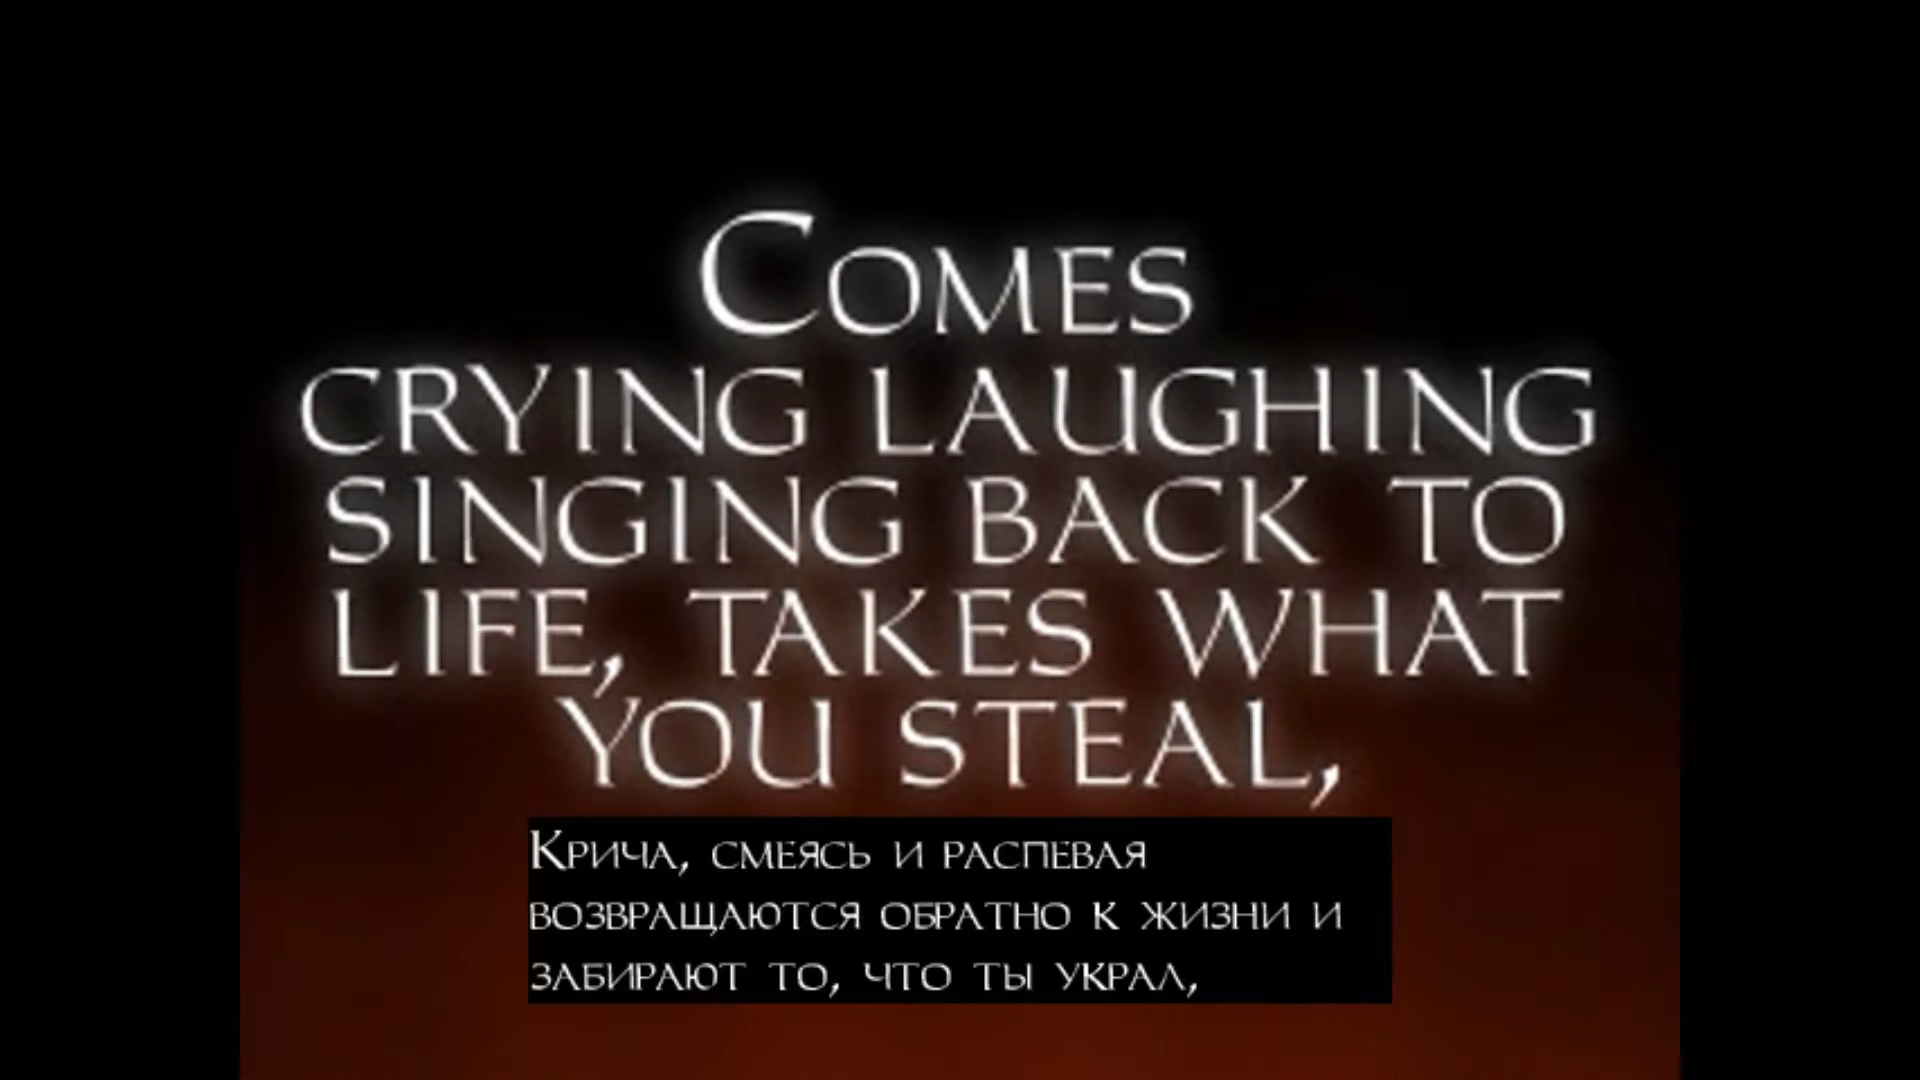 Comes
crying laughing
singing back to
life, takes what
you steal,
Крича, смеясь и распевая
возвращаются обратно к жизни и
забирают то, что ты украл,